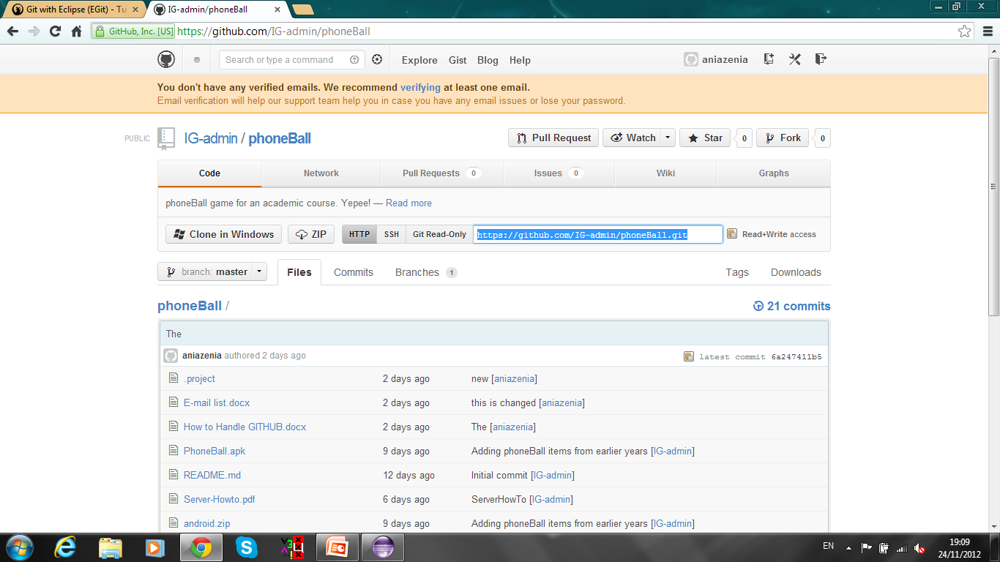 Git with Eclipse (EGit) - Tu
IG-admin/phoneBall
GitHub, Inc. [US] https://github.com/IG-admin/phoneBall
Search or type a command
Explore Gist Blog Help
aniazenia
You don't have any verified emails. We recommend verifying at least one email.
Email verification will help our support team help you in case you have any email issues or lose your password.
PUBLIC IG-admin / phoneBall
Pull Request Watch Star 0 Fork 0
Code Network Pull Requests 0 Issues 0 Wiki Graphs
phoneBall game for an academic course. Yepee! — Read more
Clone in Windows ZIP HTTP SSH Git Read-Only https://github.com/IG-admin/phoneBall.git Read+Write access
branch: master Files Commits Branches 1 Tags Downloads
phoneBall / 21 commits
The
aniazenia authored 2 days ago latest commit 6a247411b5
.project 2 days ago new [aniazenia]
E-mail list.docx 2 days ago this is changed [aniazenia]
How to Handle GITHUB.docx 2 days ago The [aniazenia]
PhoneBall.apk 9 days ago Adding phoneBall items from earlier years [IG-admin]
README.md 12 days ago Initial commit [IG-admin]
Server-Howto.pdf 6 days ago ServerHowTo [IG-admin]
android.zip 9 days ago Adding phoneBall items from earlier years [IG-admin]
EN 19:09
24/11/2012